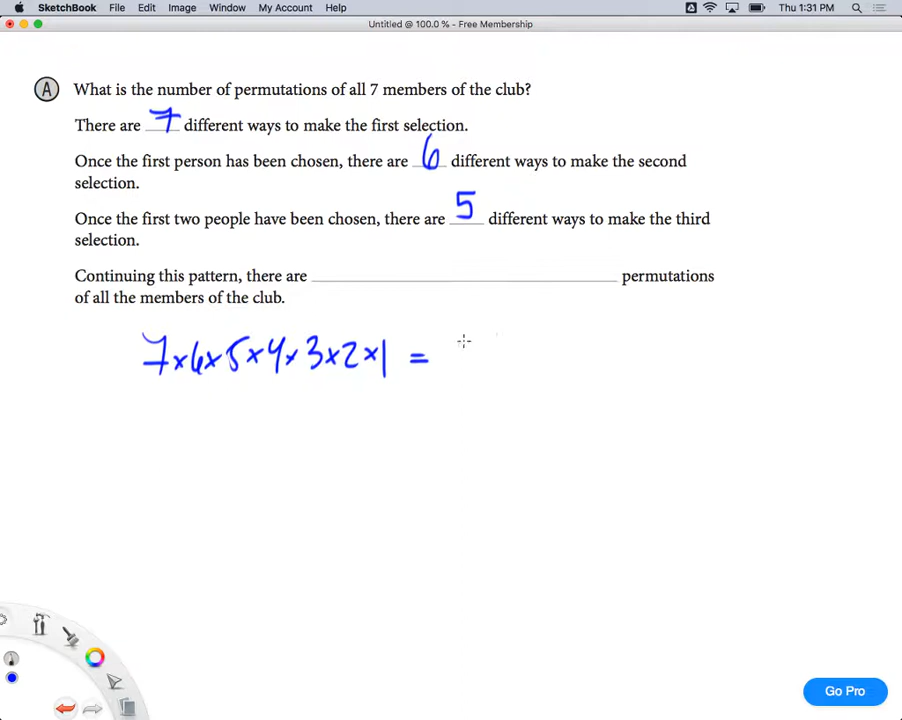 SketchBook File Edit Image Window My Account Help Thu 1:31 PM
Untitled @ 100.0 % - Free Membership
A What is the number of permutations of all 7 members of the club?
There are 7 different ways to make the first selection.
Once the first person has been chosen, there are 6 different ways to make the second
selection.
Once the first two people have been chosen, there are 5 different ways to make the third
selection.
Continuing this pattern, there are ____ permutations
of all the members of the club.
7×6×5×4×3×2×1 =
Go Pro